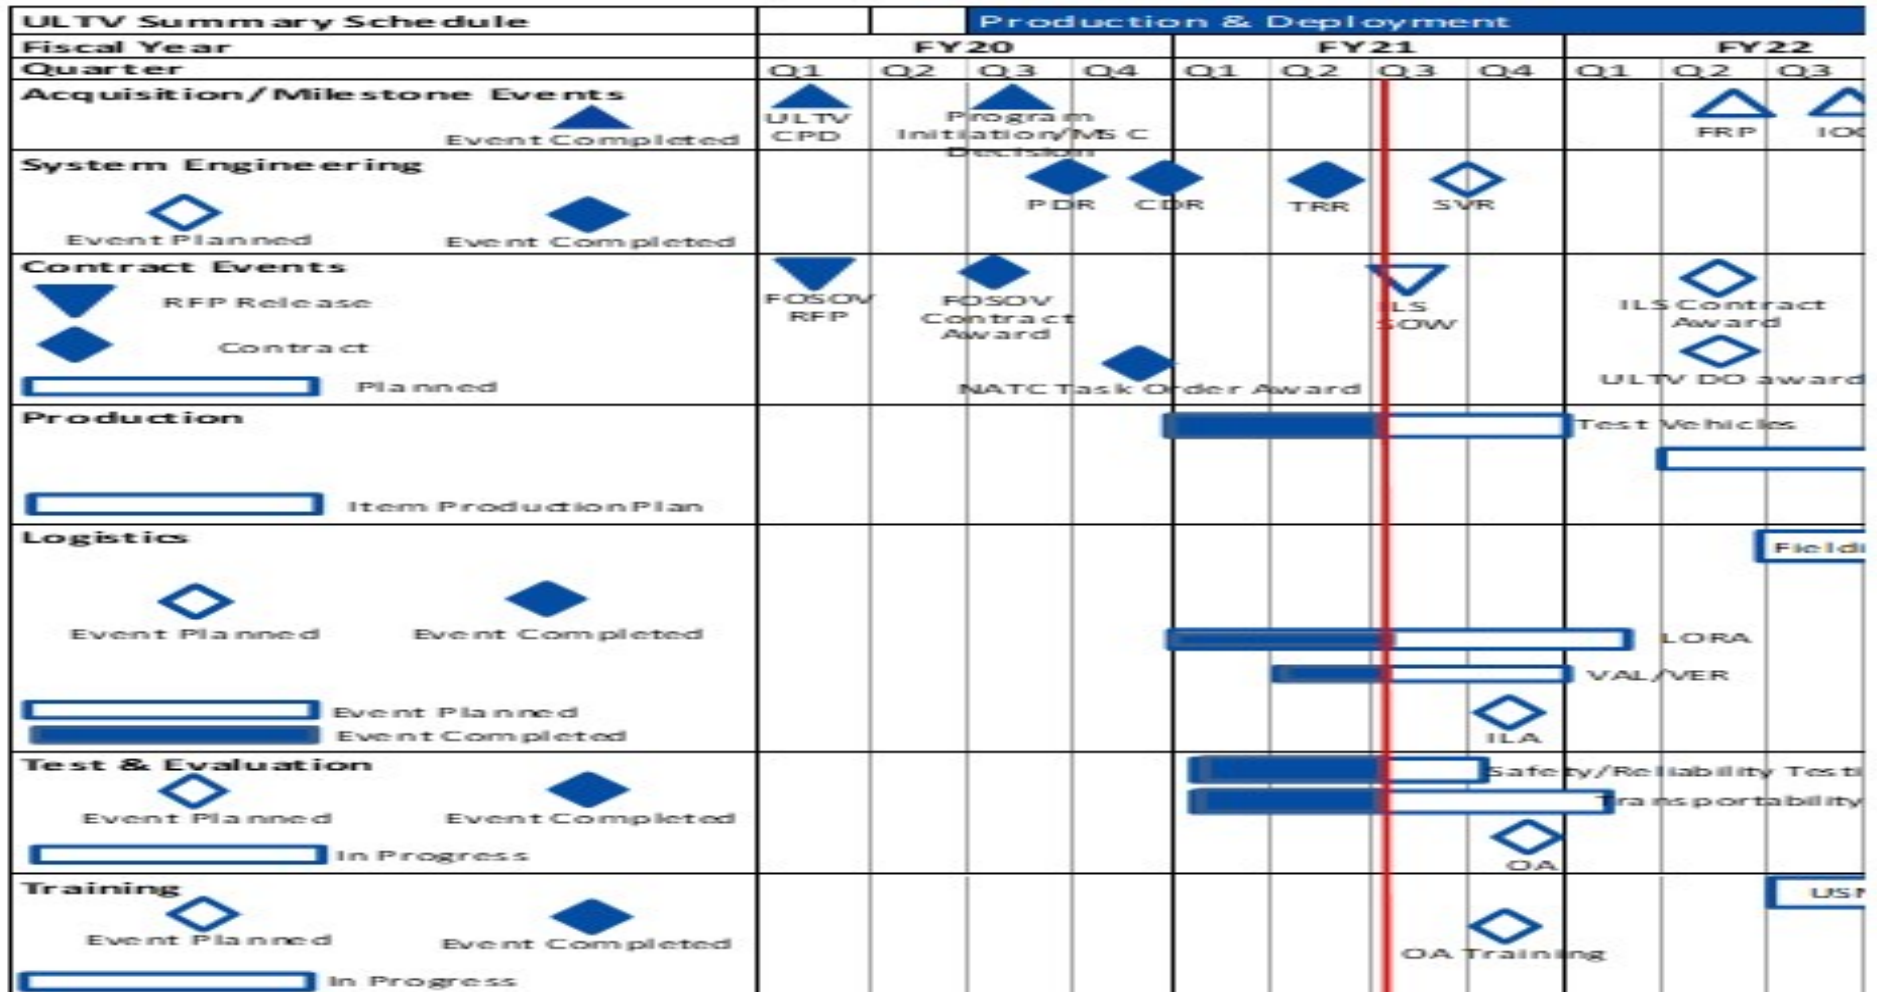 ULTV Summary Schedule
Production & Deployment
Fiscal Year
FY20 FY21 FY22
Quarter
Q1 Q2 Q3 Q4 Q1 Q2 Q3 Q4 Q1 Q2 Q3
Acquisition/Milestone Events
Event Completed
ULTV
CPD
Program
Initiation/MS C
Decision
FRP
IOC
System Engineering
Event Planned
Event Completed
PDR
CDR
TRR
SVR
Contract Events
RFP Release
Contract
Planned
FOSOV
RFP
FOSOV
Contract
Award
NATC Task Order Award
ILS
SOW
ILS Contract
Award
ULTV DO award
Production
Item Production Plan
Test Vehicles
Logistics
Event Planned
Event Completed
Event Planned
Event Completed
Fieldi
LORA
VAL/VER
ILA
Test & Evaluation
Event Planned
Event Completed
In Progress
Safety/Reliability Testi
Transportability
OA
Training
Event Planned
Event Completed
In Progress
OA Training